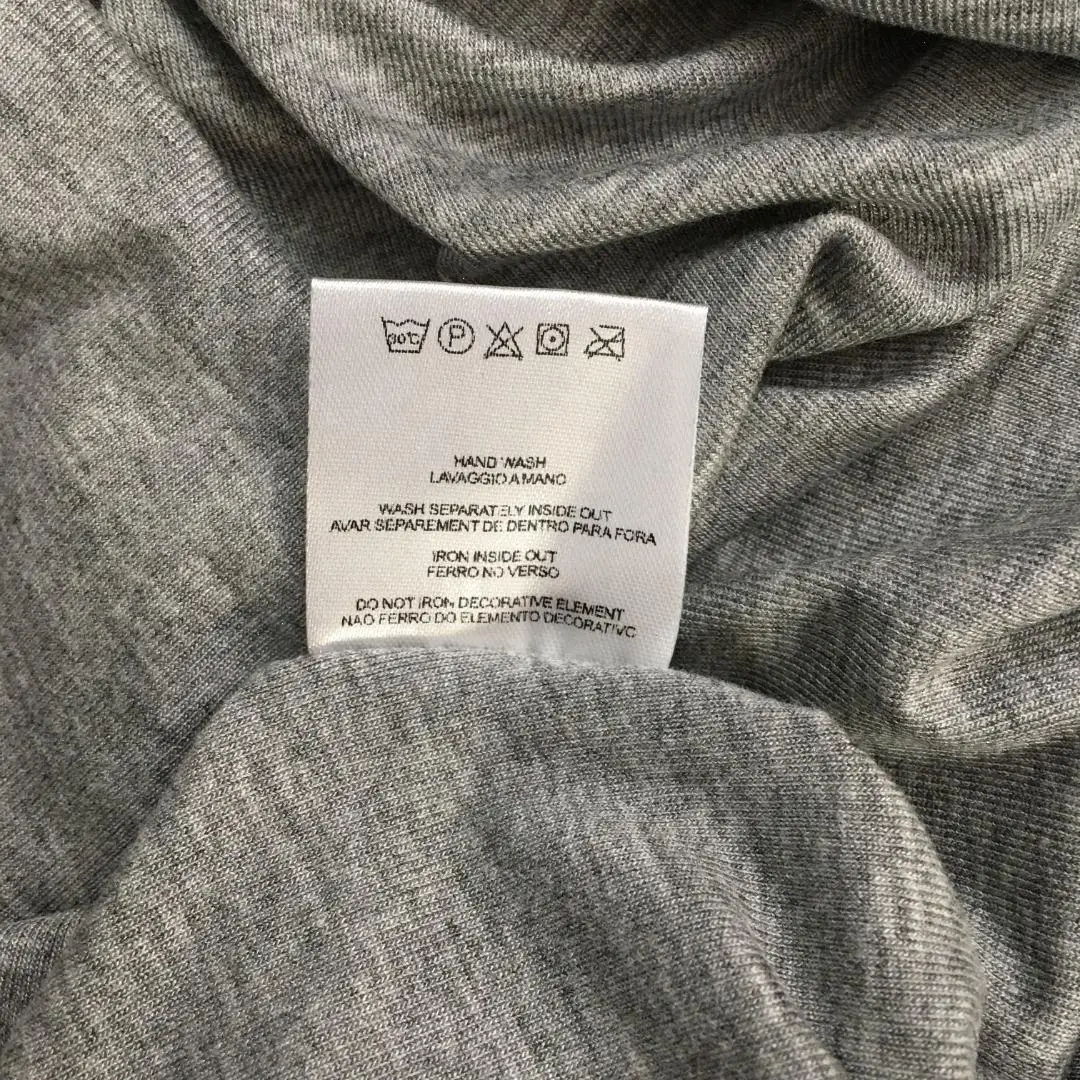 30°C P
HAND WASH
LAVAGGIO A MANO
WASH SEPARATELY INSIDE OUT
AVAR SEPAREMENT DE DENTRO PARA FORA
IRON INSIDE OUT
FERRO NO VERSO
DO NOT IRON DECORATIVE ELEMENT
NAO FERRO DO ELEMENTO DECORATIVO